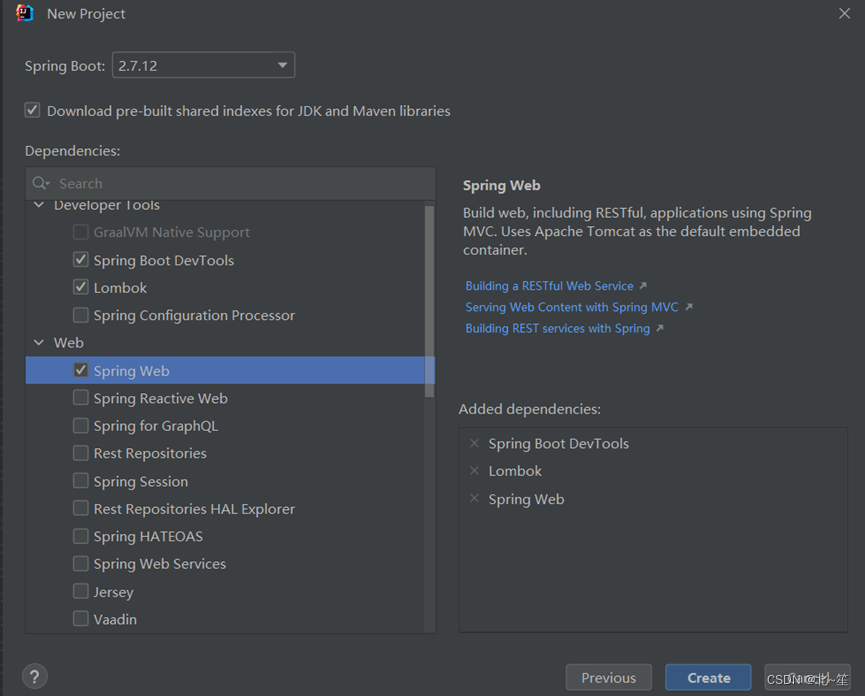 New Project
Spring Boot: 2.7.12
Download pre-built shared indexes for JDK and Maven libraries
Dependencies:
Search
Developer Tools
GraalVM Native Support
Spring Boot DevTools
Lombok
Spring Configuration Processor
Web
Spring Web
Spring Reactive Web
Spring for GraphQL
Rest Repositories
Spring Session
Rest Repositories HAL Explorer
Spring HATEOAS
Spring Web Services
Jersey
Vaadin
Spring Web
Build web, including RESTful, applications using Spring
MVC. Uses Apache Tomcat as the default embedded
container.
Building a RESTful Web Service ↗
Serving Web Content with Spring MVC ↗
Building REST services with Spring ↗
Added dependencies:
Spring Boot DevTools
Lombok
Spring Web
?
Previous
Create
CSDN @北~笙